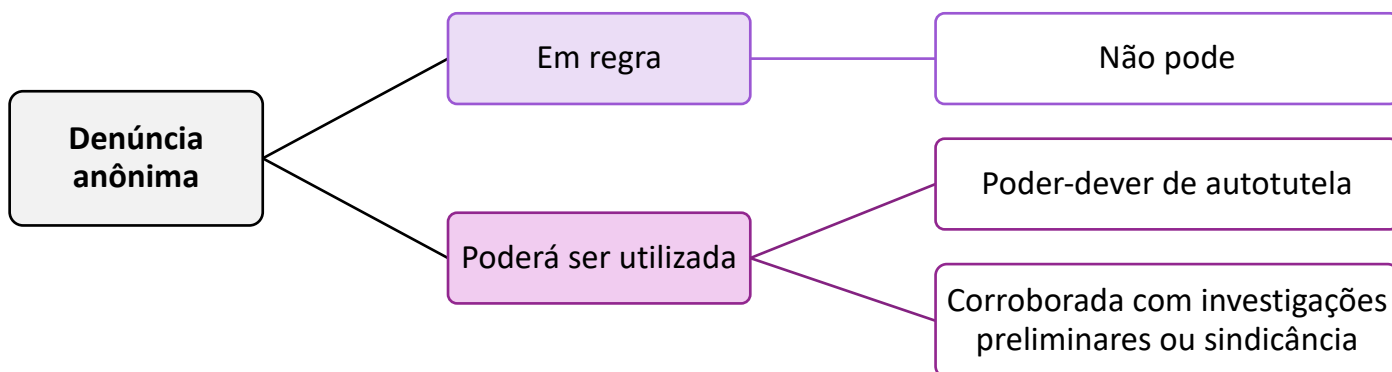 Denúncia
anônima
Em regra
Não pode
Poderá ser utilizada
Poder-dever de autotutela
Corroborada com investigações
preliminares ou sindicância